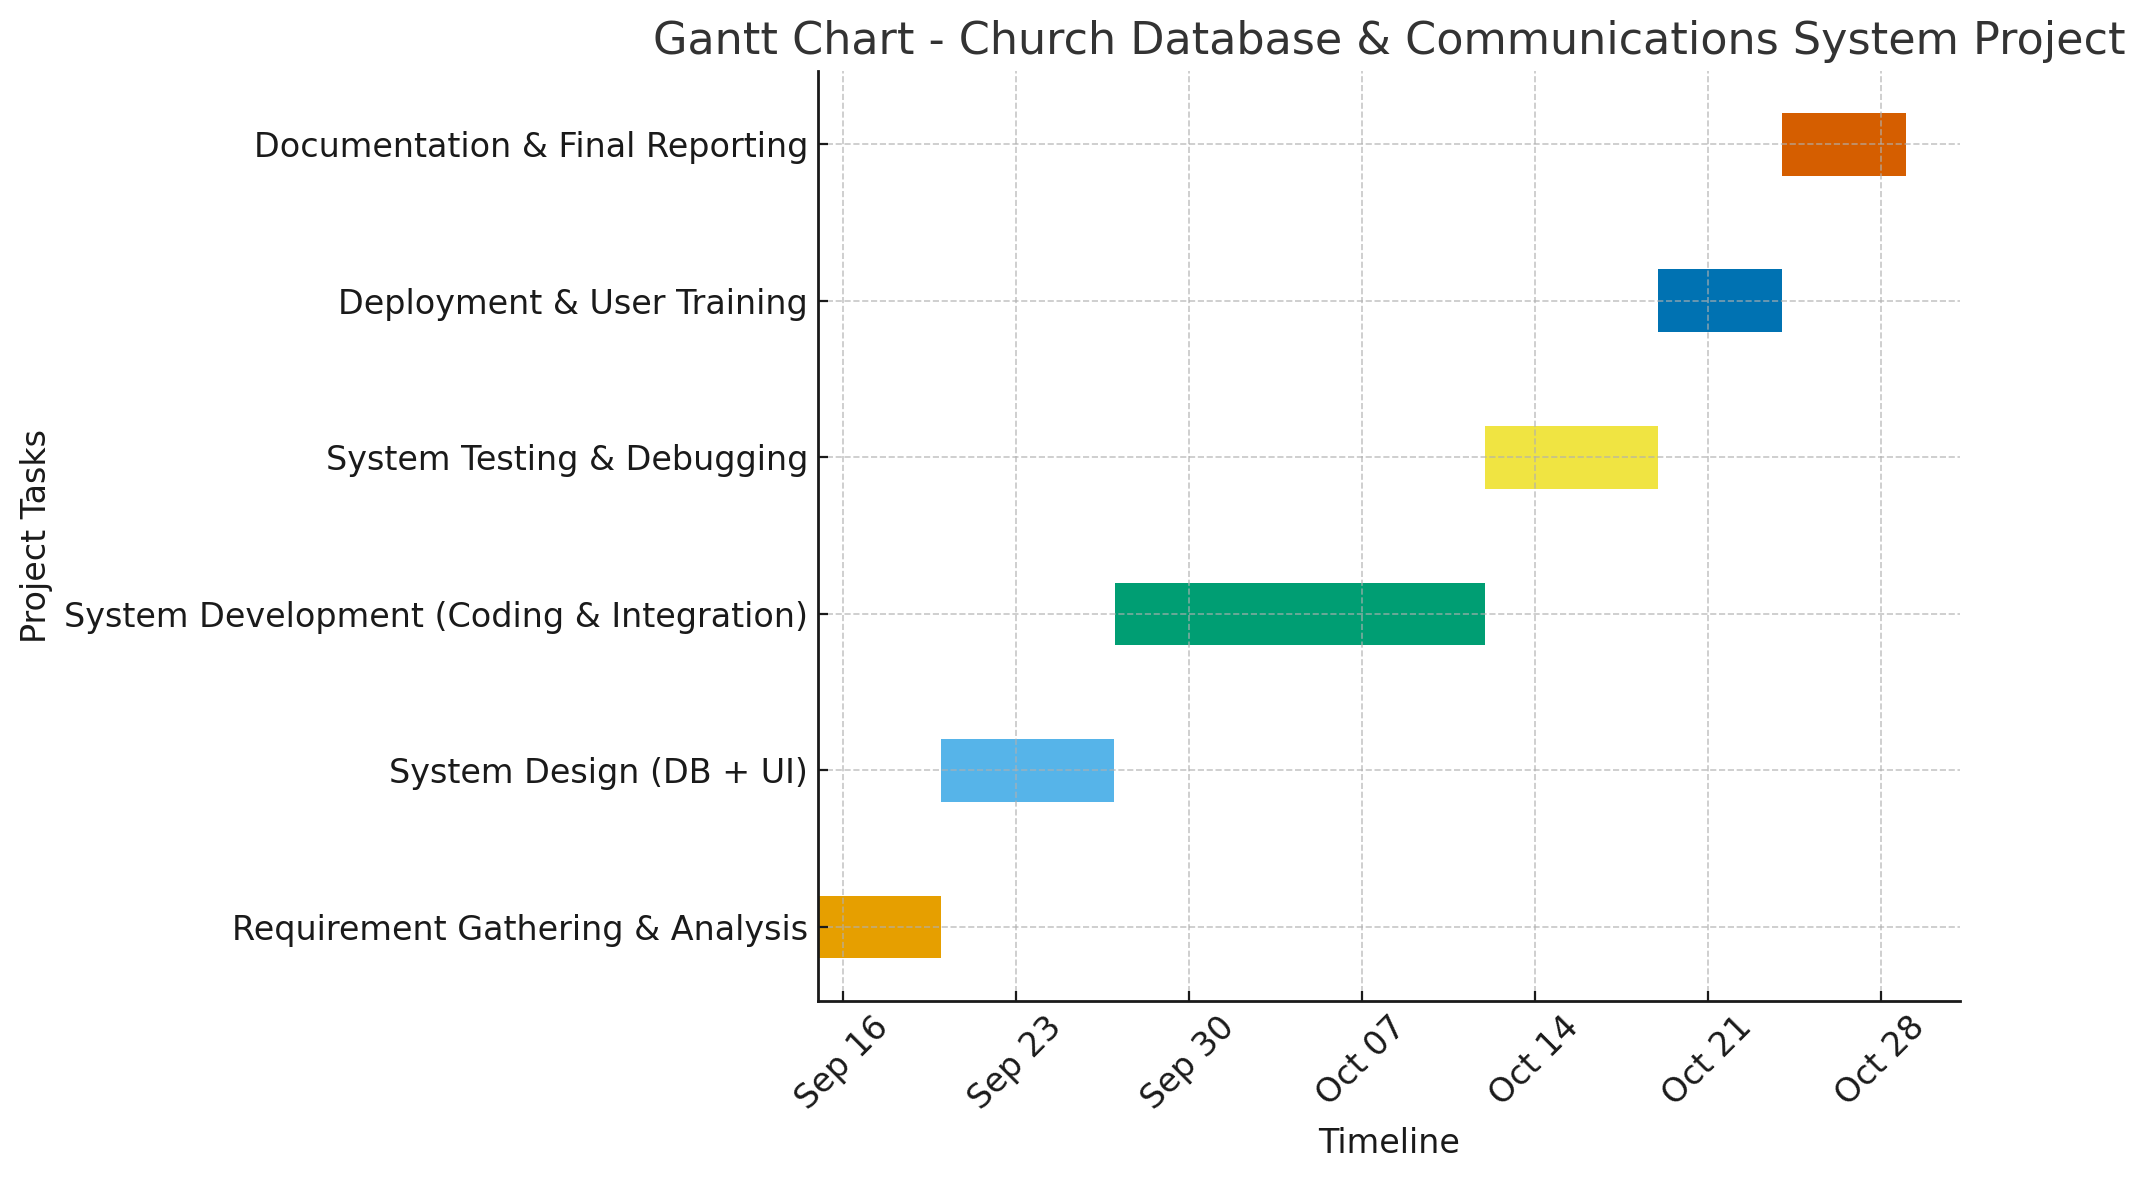 Gantt Chart - Church Database & Communications System Project
Documentation & Final Reporting
Deployment & User Training
System Testing & Debugging
System Development (Coding & Integration)
System Design (DB + UI)
Requirement Gathering & Analysis
Project Tasks
Sep 16
Sep 23
Sep 30
Oct 07
Oct 14
Oct 21
Oct 28
Timeline